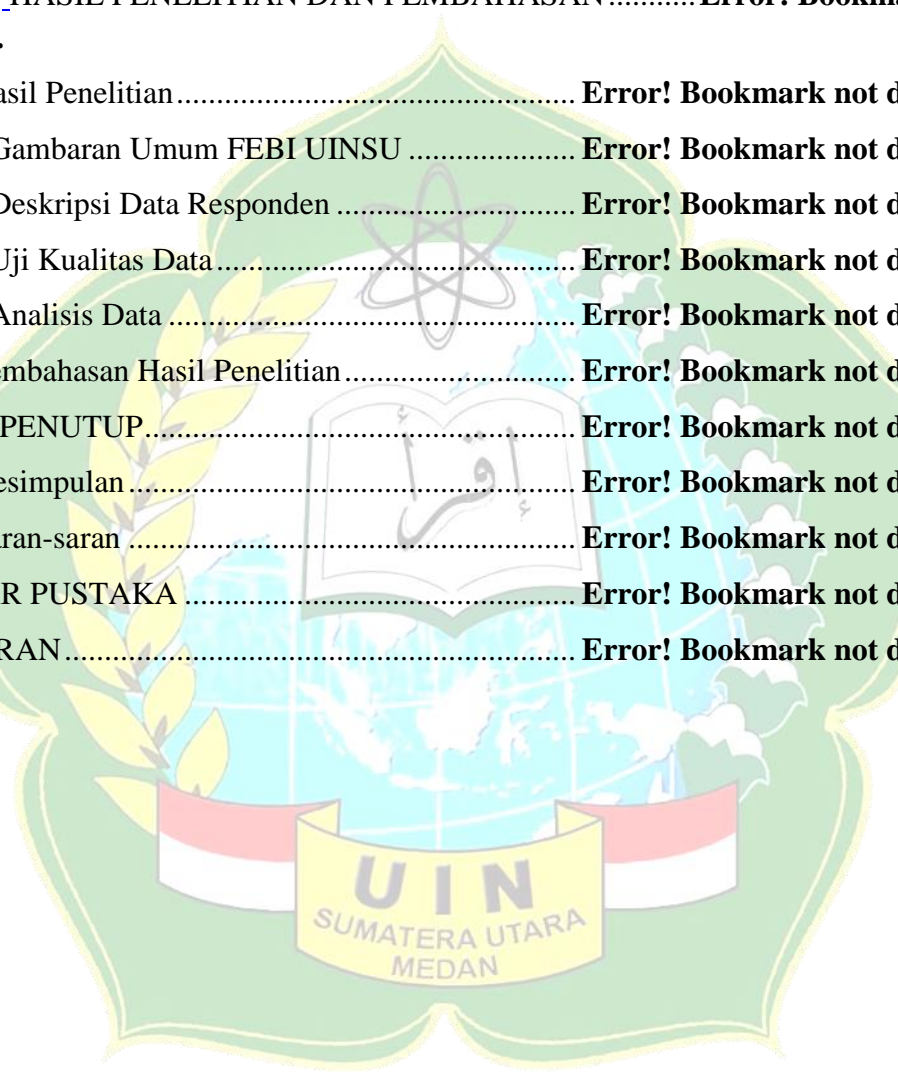 HASIL PENELITIAN DAN PEMBAHASAN...........Error! Bookma
.
asil Penelitian.................................................... Error! Bookmark not d
Gambaran Umum FEBI UINSU ..................... Error! Bookmark not d
Deskripsi Data Responden .............................. Error! Bookmark not d
Uji Kualitas Data.............................................. Error! Bookmark not d
Analisis Data .................................................... Error! Bookmark not d
embahasan Hasil Penelitian............................. Error! Bookmark not d
PENUTUP....................................................... Error! Bookmark not d
esimpulan......................................................... Error! Bookmark not d
aran-saran ......................................................... Error! Bookmark not d
R PUSTAKA .................................................. Error! Bookmark not d
RAN................................................................. Error! Bookmark not d
إقرأ
UIN
SUMATERA UTARA
MEDAN